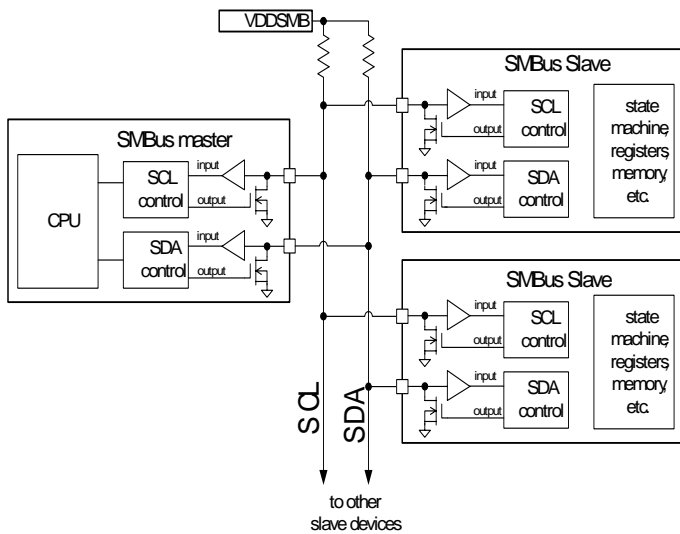 VDDSMB
SMBus Slave
input
SCL
control
output
input
SDA
control
output
state
machine,
registers,
memory,
etc.
SMBus master
CPU
SCL
control
input
output
SDA
control
input
output
SMBus Slave
input
SCL
control
output
input
SDA
control
output
state
machine,
registers,
memory,
etc.
SCL
SDA
to other
slave devices